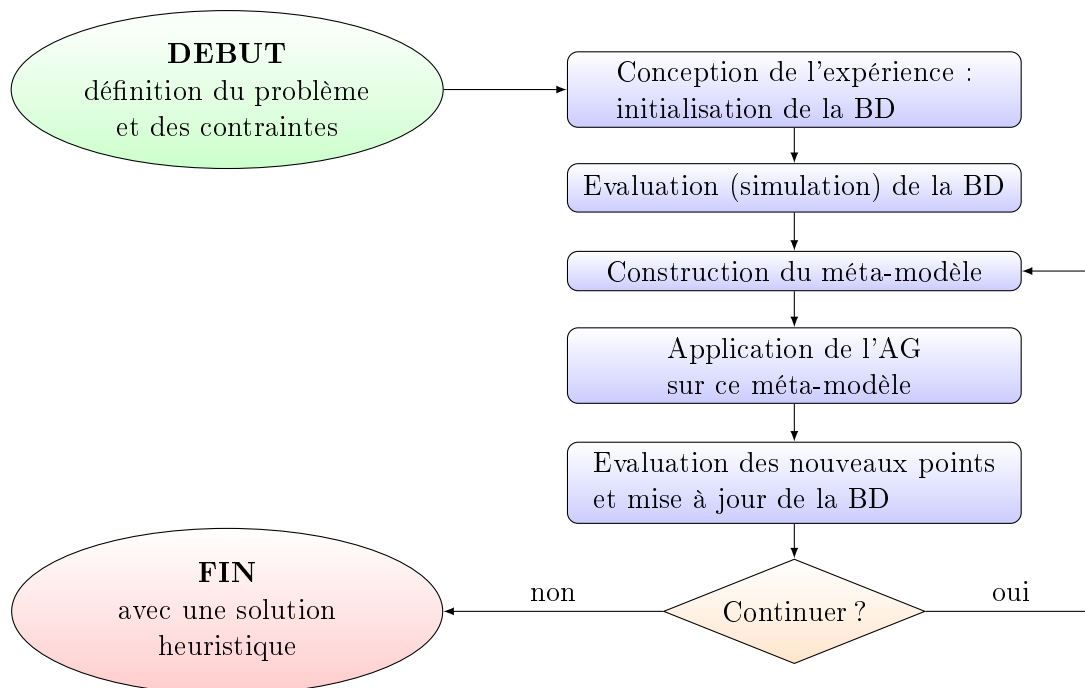 DEBUT
définition du problème
et des contraintes
Conception de l'expérience :
initialisation de la BD
Evaluation (simulation) de la BD
Construction du méta-modèle
Application de l'AG
sur ce méta-modèle
Evaluation des nouveaux points
et mise à jour de la BD
Continuer ?
oui
non
FIN
avec une solution
heuristique